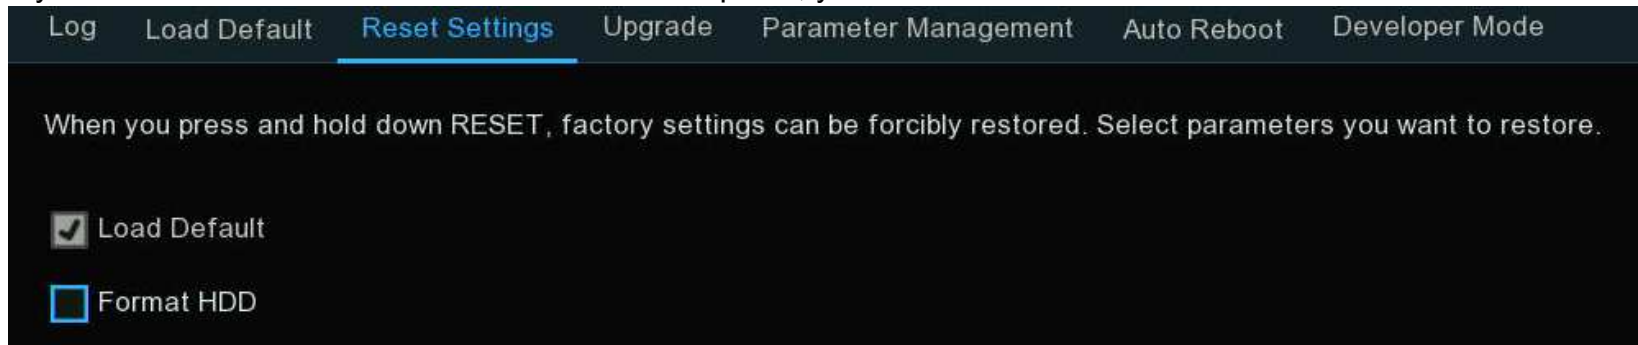 Log Load Default Reset Settings Upgrade Parameter Management Auto Reboot Developer Mode
When you press and hold down RESET, factory settings can be forcibly restored. Select parameters you want to restore.
Load Default
Format HDD